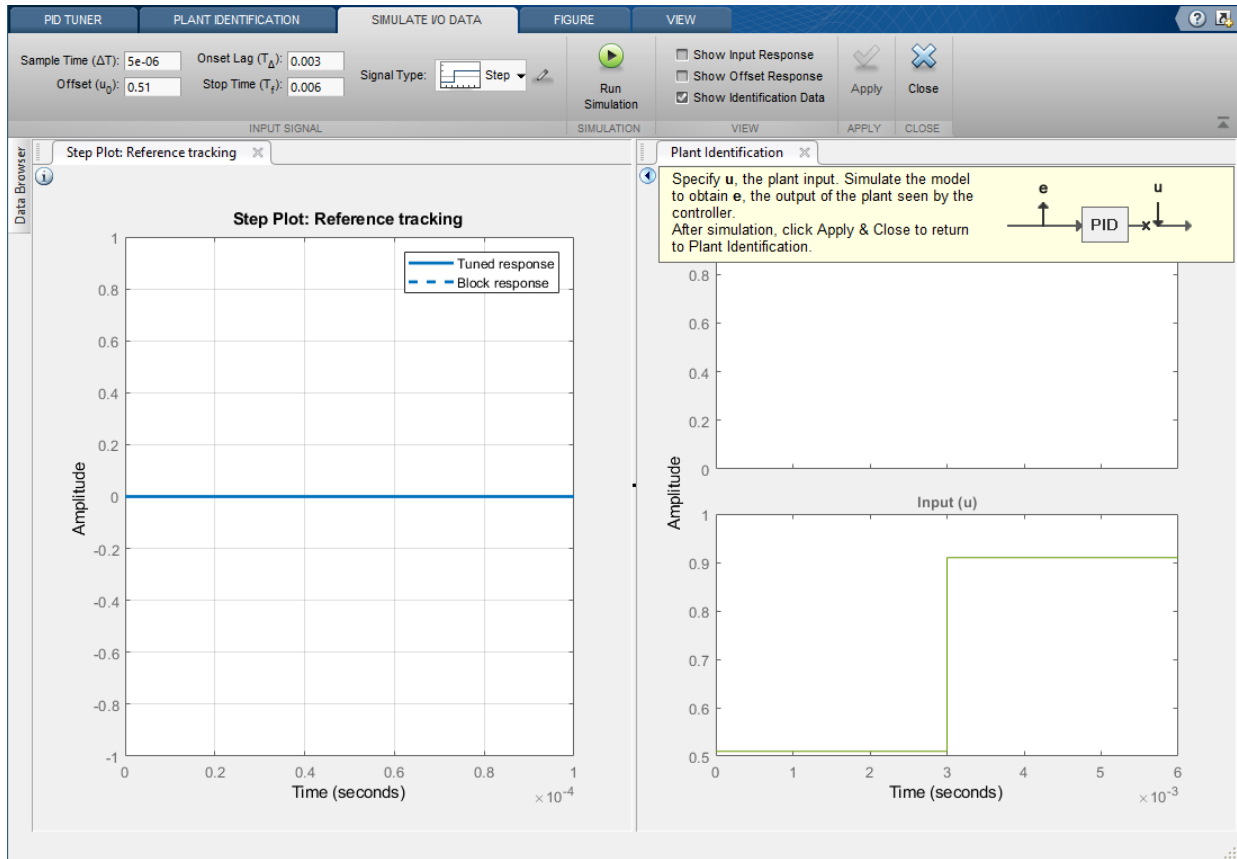 PID TUNER
PLANT IDENTIFICATION
SIMULATE I/O DATA
FIGURE
VIEW
Sample Time (ΔT): 5e-06
Onset Lag (T_Δ): 0.003
Offset (u_0): 0.51
Stop Time (T_f): 0.006
Signal Type:
Step
Run
Simulation
Show Input Response
Show Offset Response
Show Identification Data
Apply
Close
INPUT SIGNAL
SIMULATION
VIEW
APPLY
CLOSE
Data Browser
Step Plot: Reference tracking
Step Plot: Reference tracking
Tuned response
Block response
1
0.8
0.6
0.4
0.2
0
-0.2
-0.4
-0.6
-0.8
-1
Amplitude
0 0.2 0.4 0.6 0.8 1
Time (seconds)
×10^-4
Plant Identification
Specify u, the plant input. Simulate the model
to obtain e, the output of the plant seen by the
controller.
After simulation, click Apply & Close to return
to Plant Identification.
e
u
PID
0.8
0.6
0.4
0.2
0
Amplitude
Input (u)
1
0.9
0.8
0.7
0.6
0.5
0 1 2 3 4 5 6
Time (seconds)
×10^-3